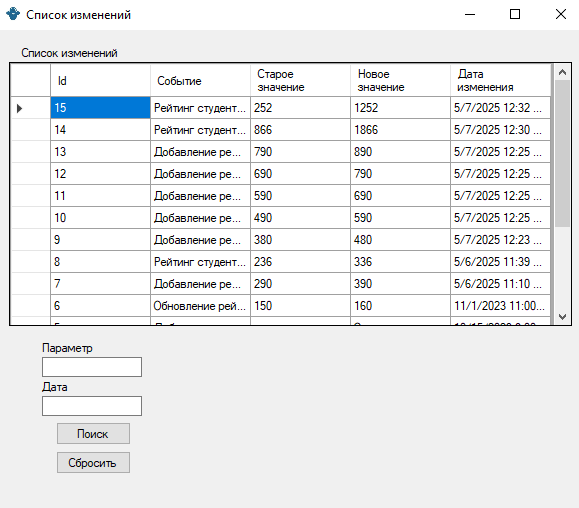 Список изменений
Список изменений
Id Событие Старое значение Новое значение Дата изменения
15 Рейтинг студент... 252 1252 5/7/2025 12:32 ...
14 Рейтинг студент... 866 1866 5/7/2025 12:30 ...
13 Добавление ре... 790 890 5/7/2025 12:25 ...
12 Добавление ре... 690 790 5/7/2025 12:25 ...
11 Добавление ре... 590 690 5/7/2025 12:25 ...
10 Добавление ре... 490 590 5/7/2025 12:25 ...
9 Добавление ре... 380 480 5/7/2025 12:23 ...
8 Рейтинг студент... 236 336 5/6/2025 11:39 ...
7 Добавление ре... 290 390 5/6/2025 11:10 ...
6 Обновление рей... 150 160 11/1/2023 11:00...
Параметр
Дата
Поиск
Сбросить